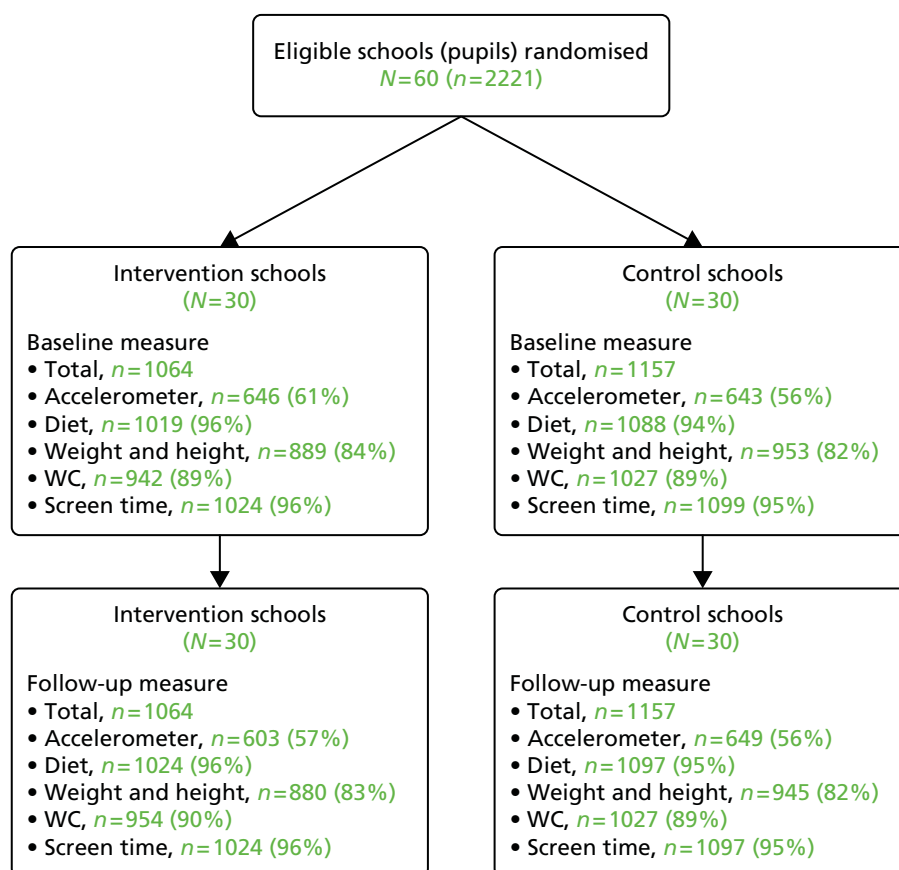 Eligible schools (pupils) randomised
N=60 (n=2221)
Intervention schools
(N=30)
Baseline measure
• Total, n=1064
• Accelerometer, n=646 (61%)
• Diet, n=1019 (96%)
• Weight and height, n=889 (84%)
• WC, n=942 (89%)
• Screen time, n=1024 (96%)
Control schools
(N=30)
Baseline measure
• Total, n=1157
• Accelerometer, n=643 (56%)
• Diet, n=1088 (94%)
• Weight and height, n=953 (82%)
• WC, n=1027 (89%)
• Screen time, n=1099 (95%)
Intervention schools
(N=30)
Follow-up measure
• Total, n=1064
• Accelerometer, n=603 (57%)
• Diet, n=1024 (96%)
• Weight and height, n=880 (83%)
• WC, n=954 (90%)
• Screen time, n=1024 (96%)
Control schools
(N=30)
Follow-up measure
• Total, n=1157
• Accelerometer, n=649 (56%)
• Diet, n=1097 (95%)
• Weight and height, n=945 (82%)
• WC, n=1027 (89%)
• Screen time, n=1097 (95%)